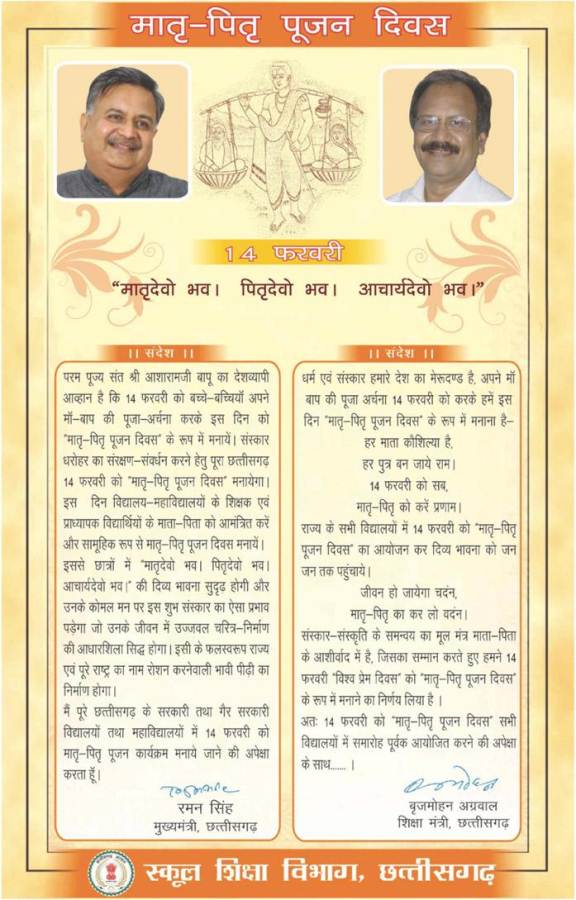 मातृ-पितृ पूजन दिवस
14 फरवरी
“मातृदेवो भव। पितृदेवो भव। आचार्यदेवो भव।”
।। संदेश ।।
परम पूज्य संत श्री आशारामजी बापू का देशव्यापी
आव्हान है कि 14 फरवरी को बच्चे-बच्चियाँ अपने
माँ-बाप की पूजा-अर्चना करके इस दिन को
“मातृ-पितृ पूजन दिवस” के रूप में मनायें। संस्कार
धरोहर का संरक्षण-संवर्धन करने हेतु पूरा छत्तीसगढ़
14 फरवरी को “मातृ-पितृ पूजन दिवस” मनायेगा।
इस दिन विद्यालय-महाविद्यालयों के शिक्षक एवं
प्राध्यापक विद्यार्थियों के माता-पिता को आमंत्रित करें
और सामूहिक रूप से मातृ-पितृ पूजन दिवस मनायें।
इससे छात्रों में “मातृदेवो भव। पितृदेवो भव।
आचार्यदेवो भव।” की दिव्य भावना सुदृढ़ होगी और
उनके कोमल मन पर इस शुभ संस्कार का ऐसा प्रभाव
पड़ेगा जो उनके जीवन में उज्जवल चरित्र-निर्माण
की आधारशिला सिद्ध होगा। इसी के फलस्वरूप राज्य
एवं पूरे राष्ट्र का नाम रोशन करनेवाली भावी पीढ़ी का
निर्माण होगा।
मैं पूरे छत्तीसगढ़ के सरकारी तथा गैर सरकारी
विद्यालयों तथा महाविद्यालयों में 14 फरवरी को
मातृ-पितृ पूजन कार्यक्रम मनाये जाने की अपेक्षा
करता हूँ।
रमन सिंह
मुख्यमंत्री, छत्तीसगढ़
।। संदेश ।।
धर्म एवं संस्कार हमारे देश का मेरूदण्ड है, अपने माँ
बाप की पूजा अर्चना 14 फरवरी को करके हमें इस
दिन “मातृ-पितृ पूजन दिवस” के रूप में मनाना है–
हर माता कौशिल्या है,
हर पुत्र बन जाये राम।
14 फरवरी को सब,
मातृ-पितृ को करें प्रणाम।
राज्य के सभी विद्यालयों में 14 फरवरी को “मातृ-पितृ
पूजन दिवस” का आयोजन कर दिव्य भावना को जन
जन तक पहुंचाये।
जीवन हो जायेगा चदंन,
मातृ-पितृ का कर लो वदंन।
संस्कार-संस्कृति के समन्वय का मूल मंत्र माता-पिता
के आशीर्वाद में है, जिसका सम्मान करते हुए हमने 14
फरवरी “विश्व प्रेम दिवस” को “मातृ-पितृ पूजन दिवस”
के रूप में मनाने का निर्णय लिया है ।
अतः 14 फरवरी को “मातृ-पितृ पूजन दिवस” सभी
विद्यालयों में समारोह पूर्वक आयोजित करने की अपेक्षा
के साथ...... ।
बृजमोहन अग्रवाल
शिक्षा मंत्री, छत्तीसगढ़
स्कूल शिक्षा विभाग, छत्तीसगढ़